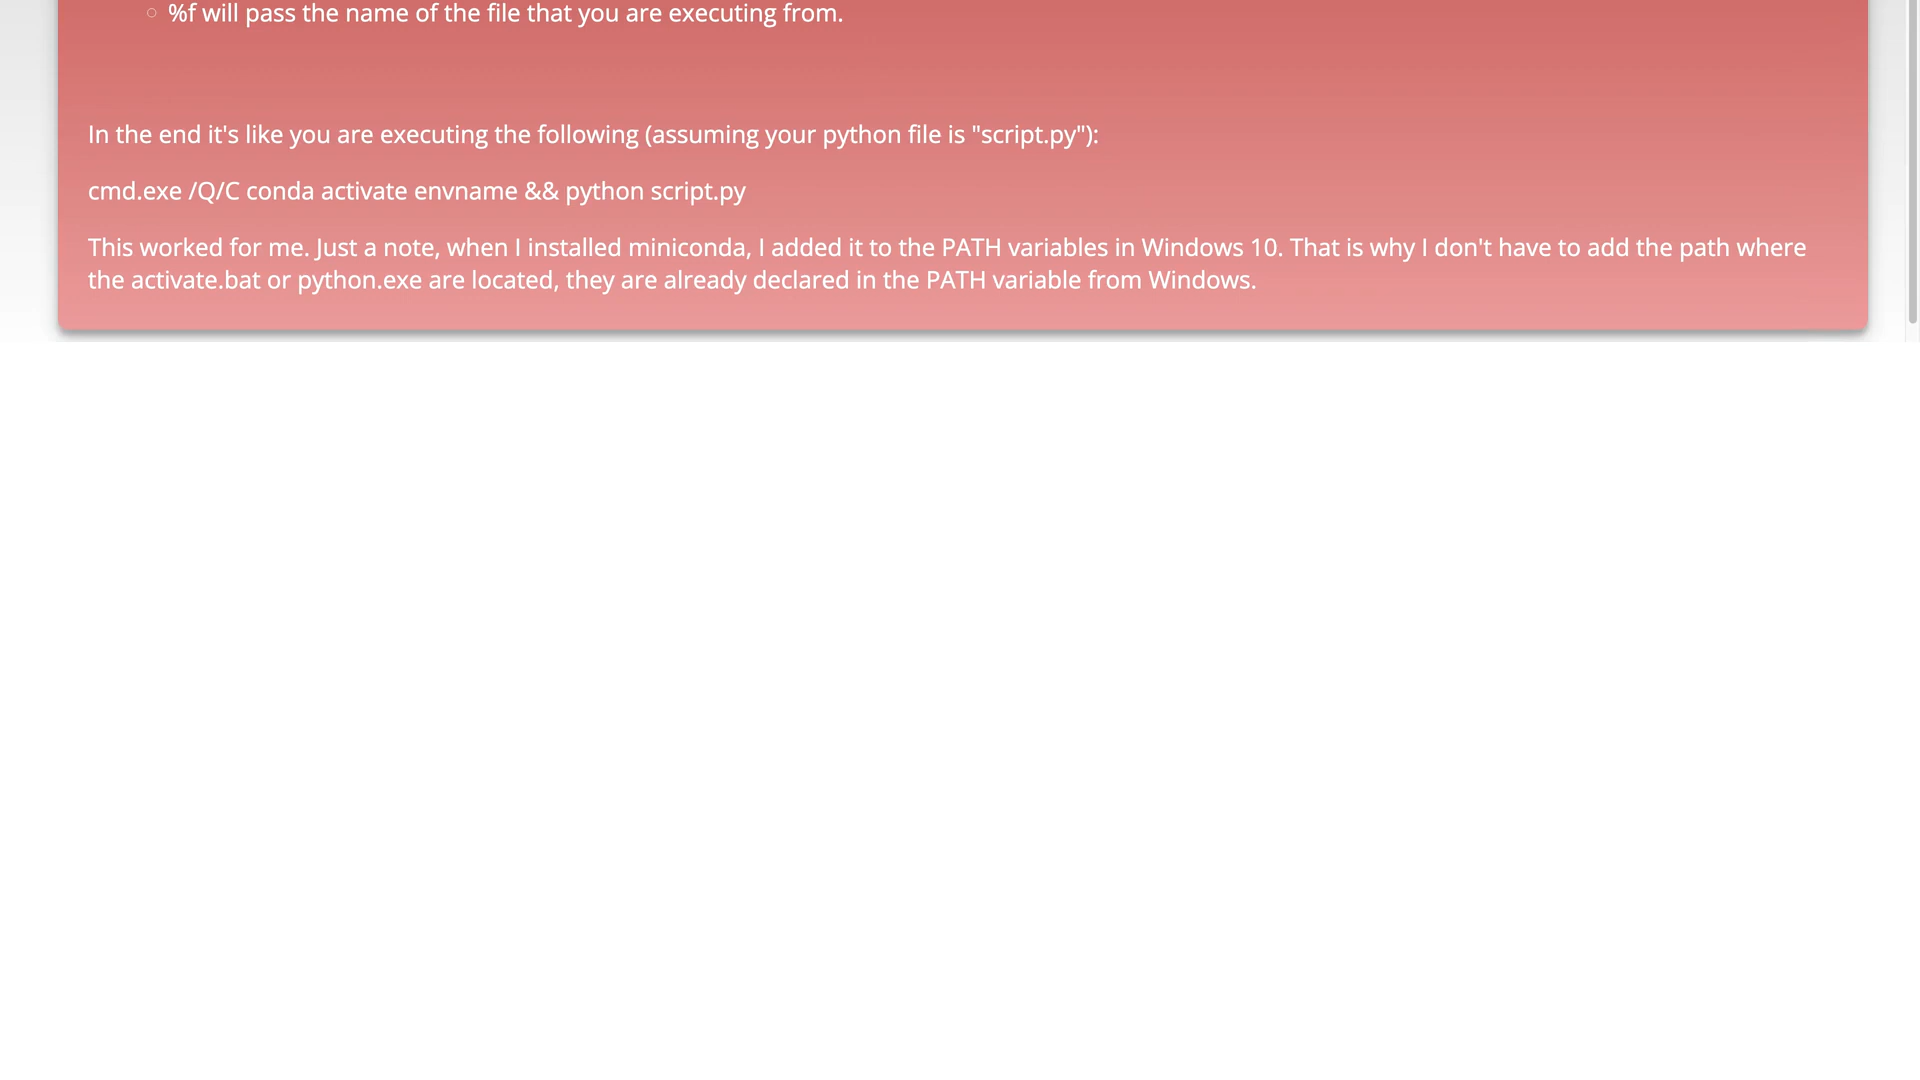 %f will pass the name of the file that you are executing from.
In the end it's like you are executing the following (assuming your python file is "script.py"):
cmd.exe /Q/C conda activate envname && python script.py
This worked for me. Just a note, when I installed miniconda, I added it to the PATH variables in Windows 10. That is why I don't have to add the path where
the activate.bat or python.exe are located, they are already declared in the PATH variable from Windows.